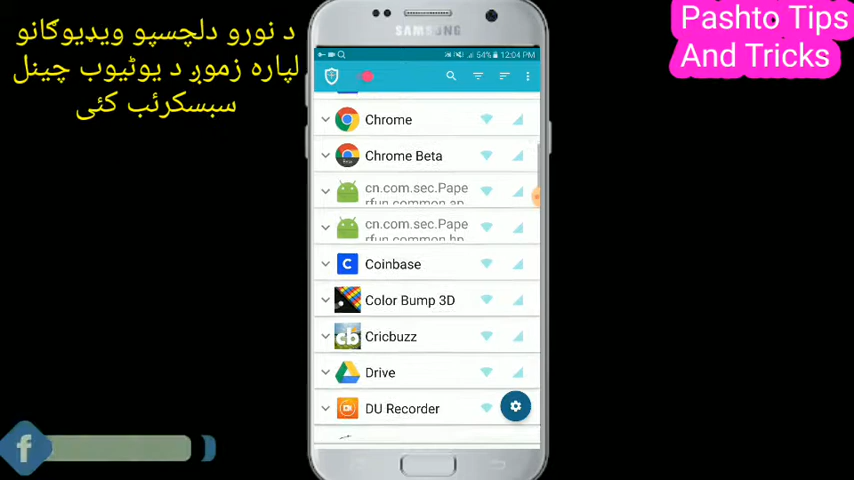 د نورو دلچسپو ویډیوګانو
لپاره زموږ د یوټیوب چینل
سبسکرئب کئی
Pashto Tips
And Tricks
SAMSUNG
54% 12:04 PM
Chrome
Chrome Beta
cn.com.sec.Pape
rfun.common.ap
cn.com.sec.Pape
rfun.common.hp
Coinbase
Color Bump 3D
Cricbuzz
Drive
DU Recorder